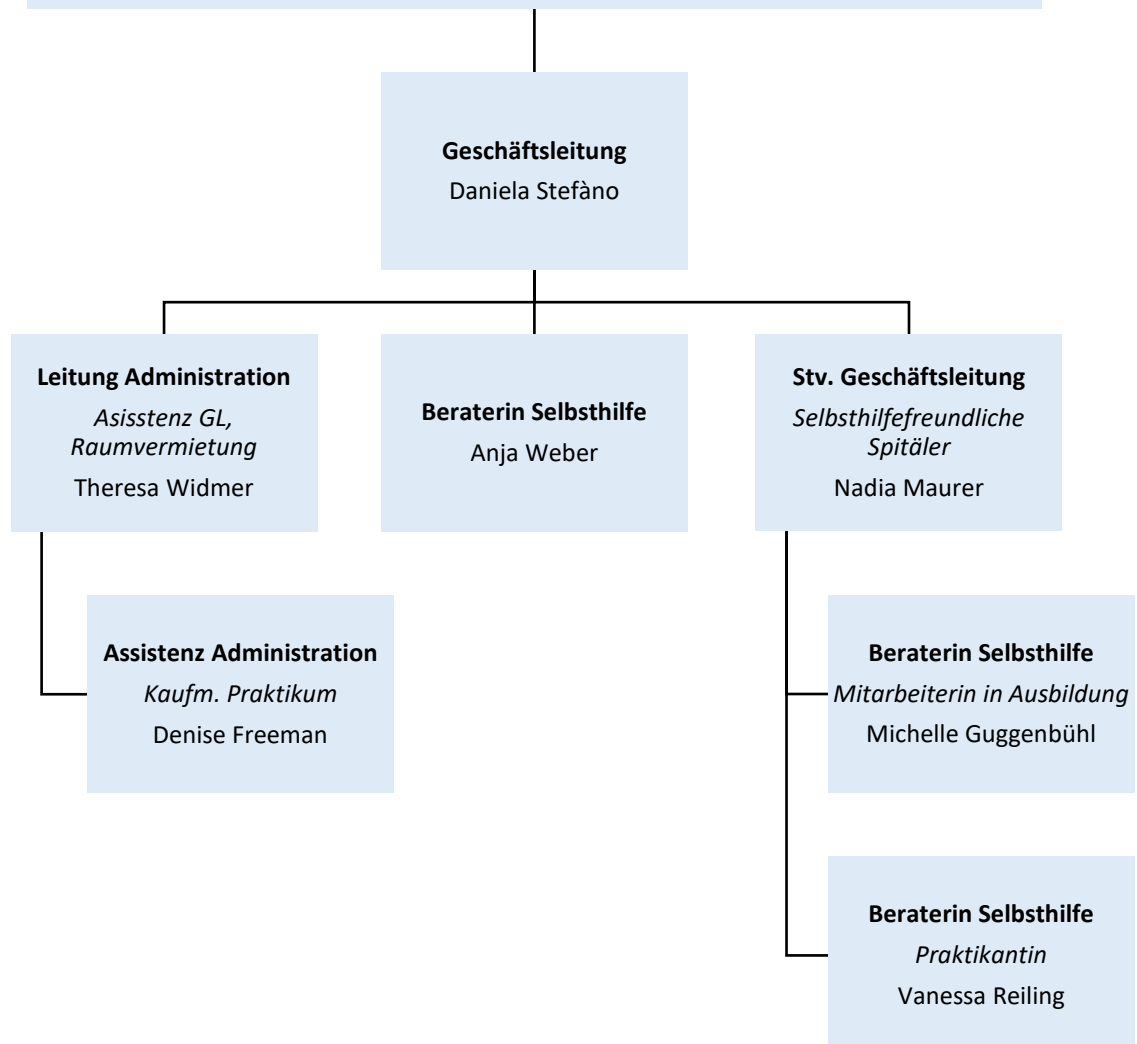 Geschäftsleitung
Daniela Stefàno
Leitung Administration
Asisstenz GL,
Raumvermietung
Theresa Widmer
Beraterin Selbsthilfe
Anja Weber
Stv. Geschäftsleitung
Selbsthilfefreundliche
Spitäler
Nadia Maurer
Assistenz Administration
Kaufm. Praktikum
Denise Freeman
Beraterin Selbsthilfe
Mitarbeiterin in Ausbildung
Michelle Guggenbühl
Beraterin Selbsthilfe
Praktikantin
Vanessa Reiling